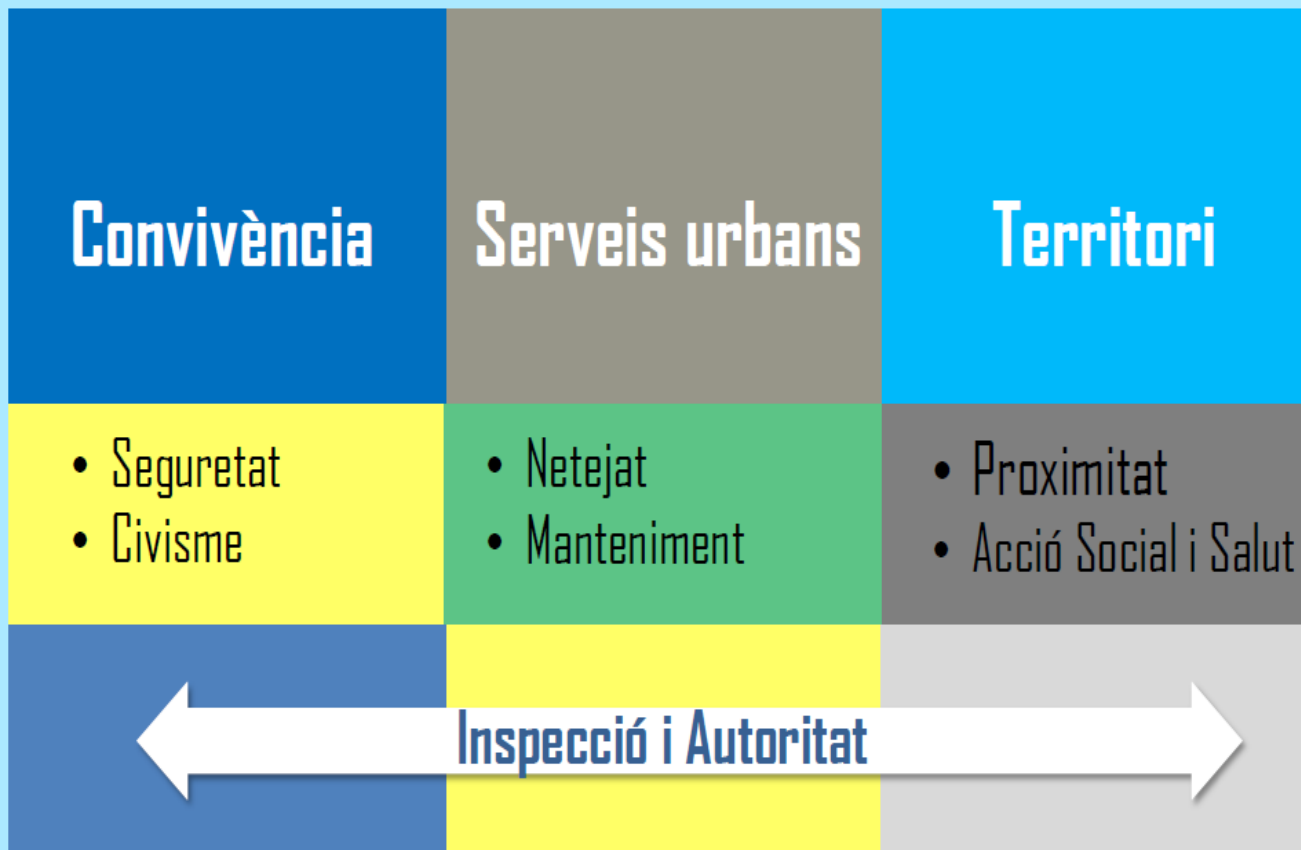 Convivència
Serveis urbans
Territori
• Seguretat
• Civisme
• Netejat
• Manteniment
• Proximitat
• Acció Social i Salut
Inspecció i Autoritat